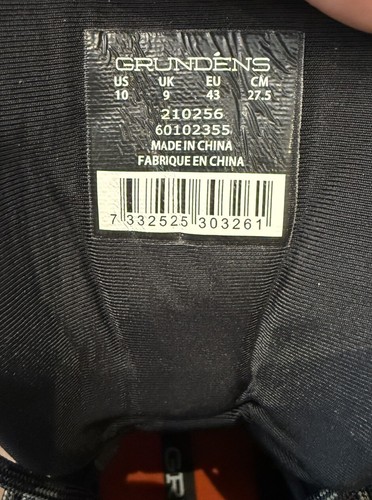 GRUNDÉNS
US UK EU CM
10 9 43 27.5
210256
60102355
MADE IN CHINA
FABRIQUE EN CHINA
7 332525 303261